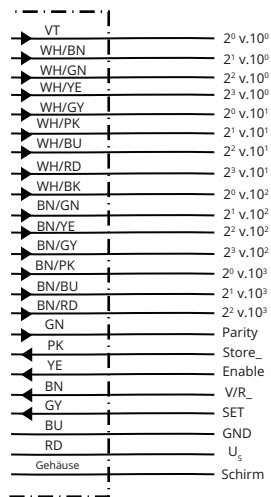 VT 2⁰ v.10⁰
WH/BN 2¹ v.10⁰
WH/GN 2² v.10⁰
WH/YE 2³ v.10⁰
WH/GY 2⁰ v.10¹
WH/PK 2¹ v.10¹
WH/BU 2² v.10¹
WH/RD 2³ v.10¹
WH/BK 2⁰ v.10²
BN/GN 2¹ v.10²
BN/YE 2² v.10²
BN/GY 2³ v.10²
BN/PK 2⁰ v.10³
BN/BU 2¹ v.10³
BN/RD 2² v.10³
GN Parity
PK Store_
YE Enable
BN V/R_
GY SET
BU GND
RD Uₛ
Gehäuse Schirm